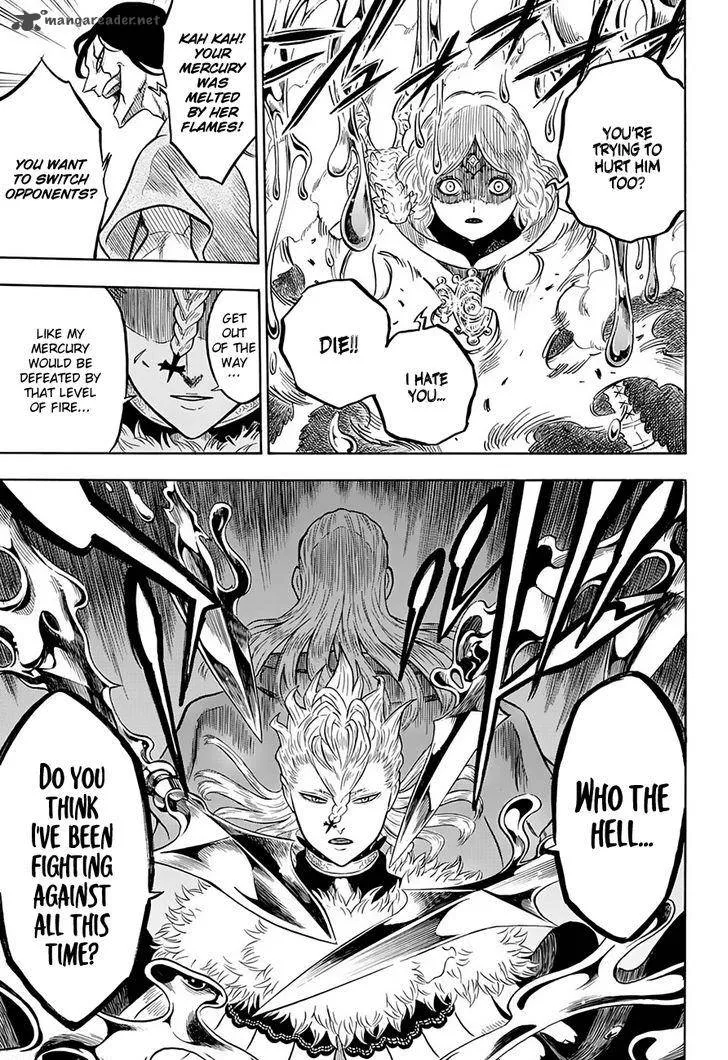 mangareader.net
YOU'RE
TRYING TO
HURT HIM
TOO?
I HATE
YOU...
DIE!!
KAH KAH!
YOUR
MERCURY
WAS
MELTED
BY HER
FLAMES!
YOU WANT
TO SWITCH
OPPONENTS?
GET
OUT OF
THE
WAY...
LIKE MY
MERCURY
WOULD BE
DEFEATED BY
THAT LEVEL
OF FIRE...
WHO THE
HELL...
DO YOU
THINK
I'VE BEEN
FIGHTING
AGAINST
ALL THIS
TIME?